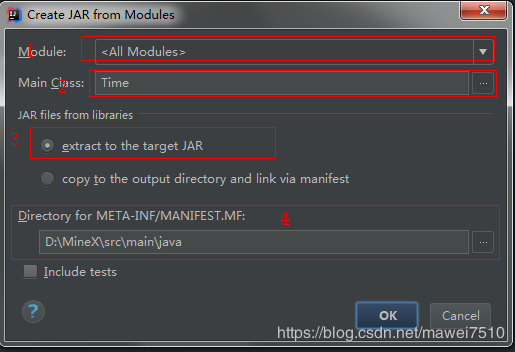 Create JAR from Modules
1
Module: <All Modules>
2
Main Class: Time ...
JAR files from libraries
3
extract to the target JAR
copy to the output directory and link via manifest
4
Directory for META-INF/MANIFEST.MF:
D:\MineX\src\main\java ...
Include tests
? OK Cancel
https://blog.csdn.net/mawei7510